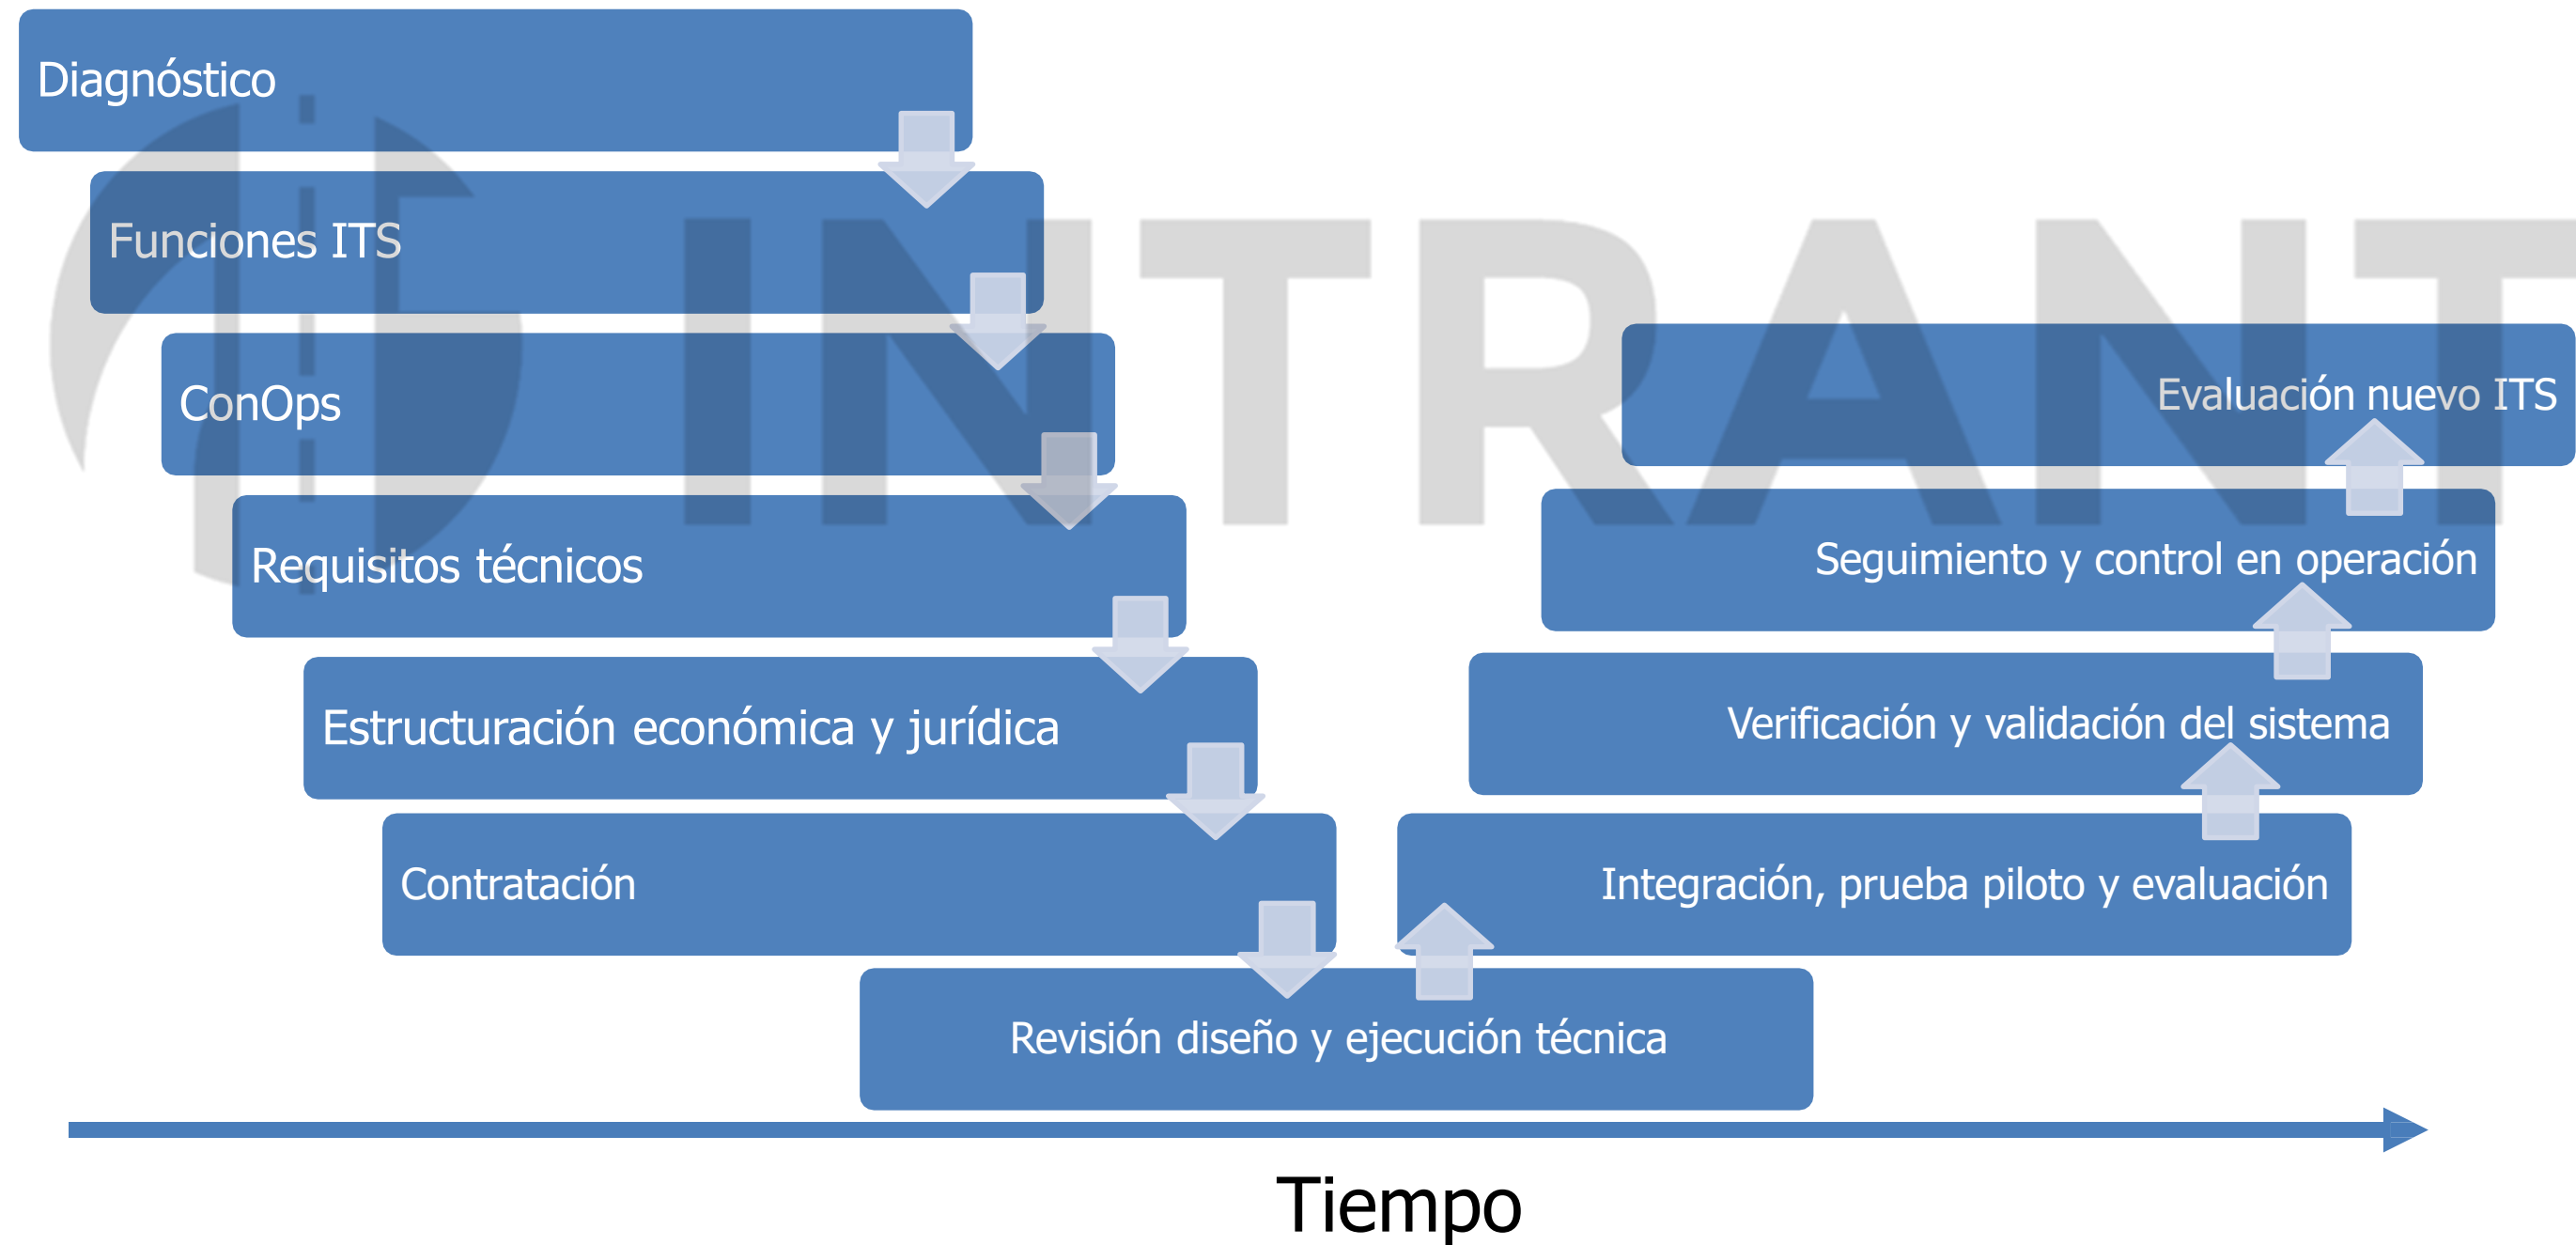 Diagnóstico
Funciones ITS
ConOps
Requisitos técnicos
Estructuración económica y jurídica
Contratación
Revisión diseño y ejecución técnica
Integración, prueba piloto y evaluación
Verificación y validación del sistema
Seguimiento y control en operación
Evaluación nuevo ITS
Tiempo
INTRANT